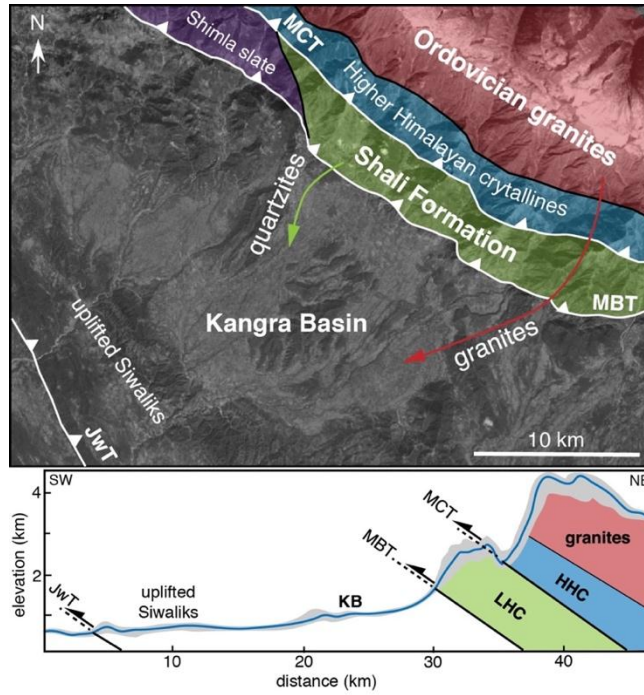 N
MCT
Shimla slate
Ordovician granites
Higher Himalayan crytallines
Shali Formation
quartzites
MBT
Kangra Basin
granites
uplifted Siwaliks
JwT
10 km
SW
NE
4
2
elevation (km)
JwT
uplifted
Siwaliks
KB
MBT
MCT
LHC
HHC
granites
0
10
20
30
40
distance (km)